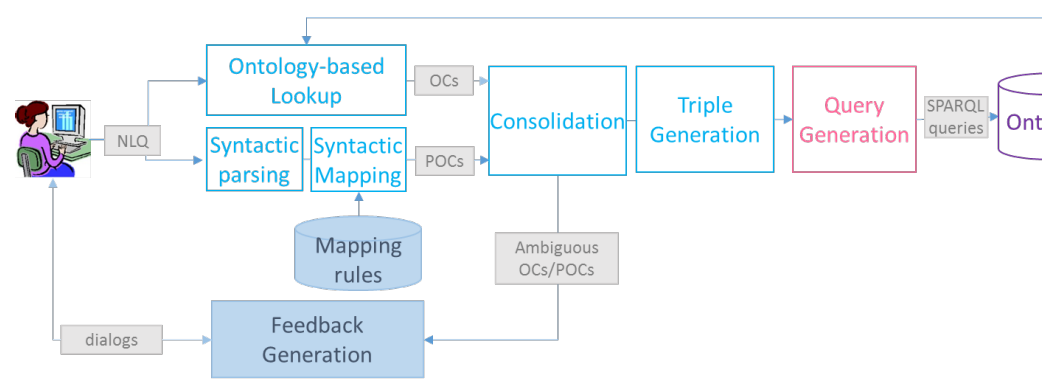 Ontology-based
Lookup
OCs
NLQ
Syntactic
parsing
Syntactic
Mapping
POCs
Consolidation
Triple
Generation
Query
Generation
SPARQL
queries
Ont
Mapping
rules
Ambiguous
OCs/POCs
Feedback
Generation
dialogs